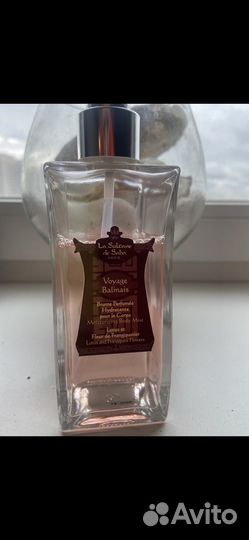 La Sultane
de Saba
PARIS
Voyage
Balinais
Brume Parfumée
Hydratante
pour le Corps
Moisturizing Body Mist
Lotus et
Fleur de Frangipanier
Lotus and Frangipani Flowers
Avito